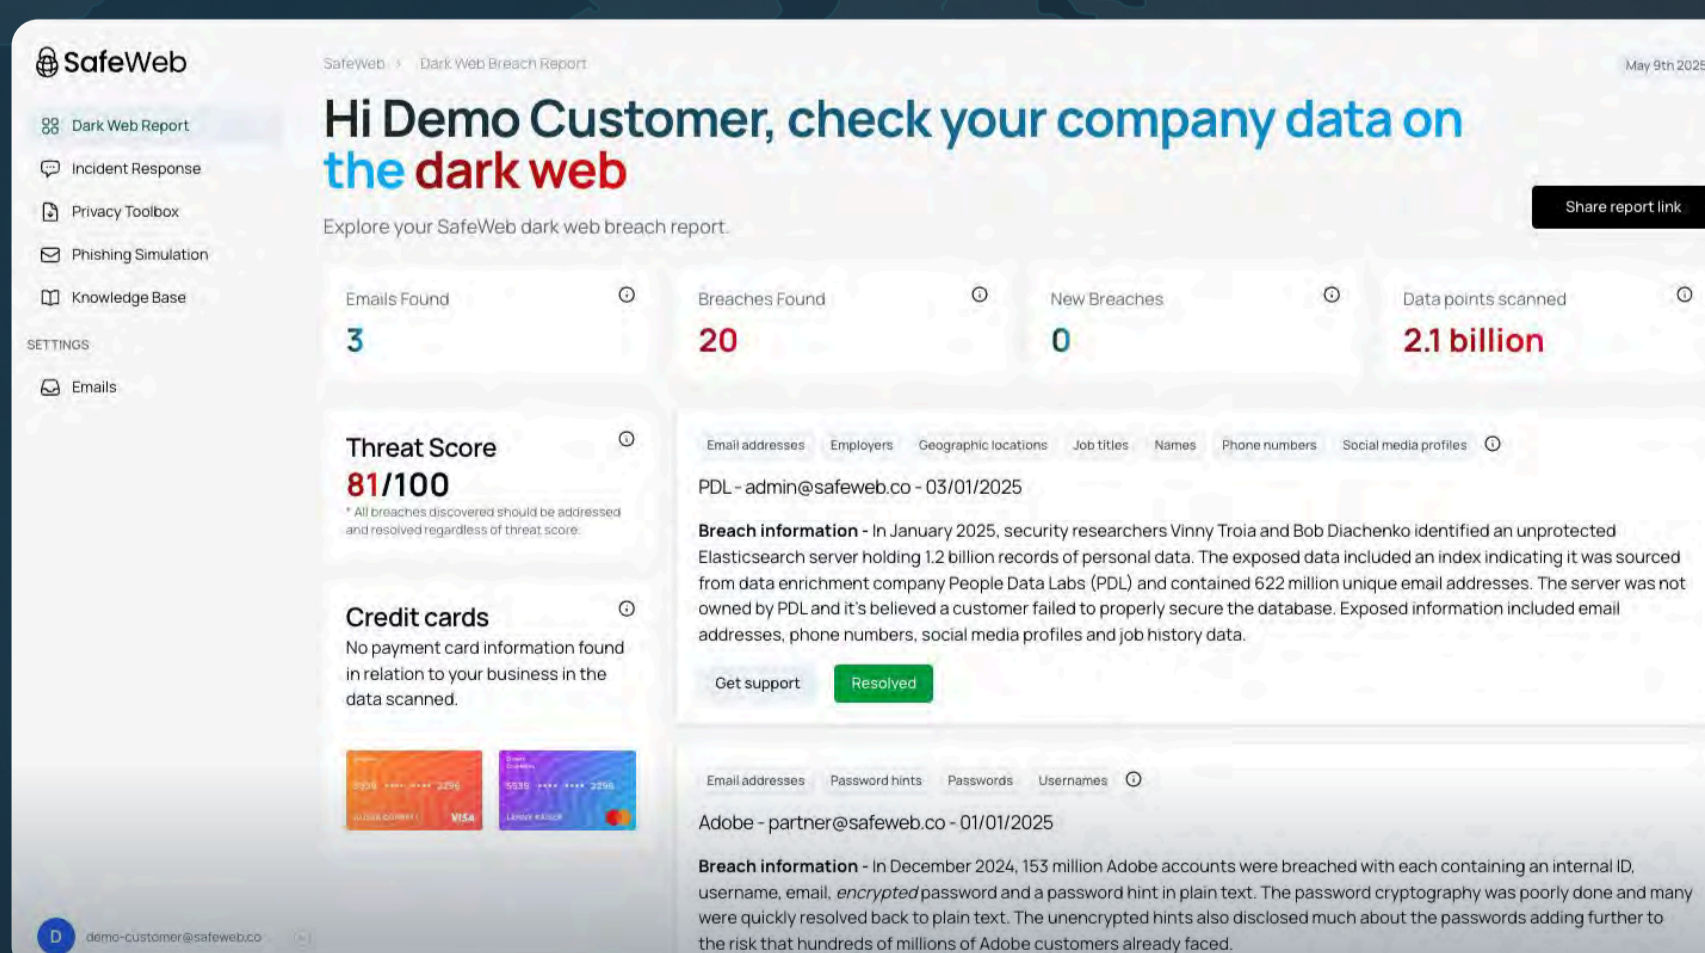 SafeWeb
Dark Web Report
Incident Response
Privacy Toolbox
Phishing Simulation
Knowledge Base
SETTINGS
Emails
demo-customer@safeweb.co
D
SafeWeb › Dark Web Breach Report
May 9th 2025
Hi Demo Customer, check your company data on
the dark web
Explore your SafeWeb dark web breach report.
Share report link
Emails Found
3
Breaches Found
20
New Breaches
0
Data points scanned
2.1 billion
Threat Score
81/100
* All breaches discovered should be addressed
and resolved regardless of threat score.
Credit cards
No payment card information found
in relation to your business in the
data scanned.
5535 •••• •••• 2296
VISA
5535 •••• •••• 2296
Email addresses Employers Geographic locations Job titles Names Phone numbers Social media profiles
PDL - admin@safeweb.co - 03/01/2025
Breach information - In January 2025, security researchers Vinny Troia and Bob Diachenko identified an unprotected
Elasticsearch server holding 1.2 billion records of personal data. The exposed data included an index indicating it was sourced
from data enrichment company People Data Labs (PDL) and contained 622 million unique email addresses. The server was not
owned by PDL and it's believed a customer failed to properly secure the database. Exposed information included email
addresses, phone numbers, social media profiles and job history data.
Get support
Resolved
Email addresses Password hints Passwords Usernames
Adobe - partner@safeweb.co - 01/01/2025
Breach information - In December 2024, 153 million Adobe accounts were breached with each containing an internal ID,
username, email, encrypted password and a password hint in plain text. The password cryptography was poorly done and many
were quickly resolved back to plain text. The unencrypted hints also disclosed much about the passwords adding further to
the risk that hundreds of millions of Adobe customers already faced.